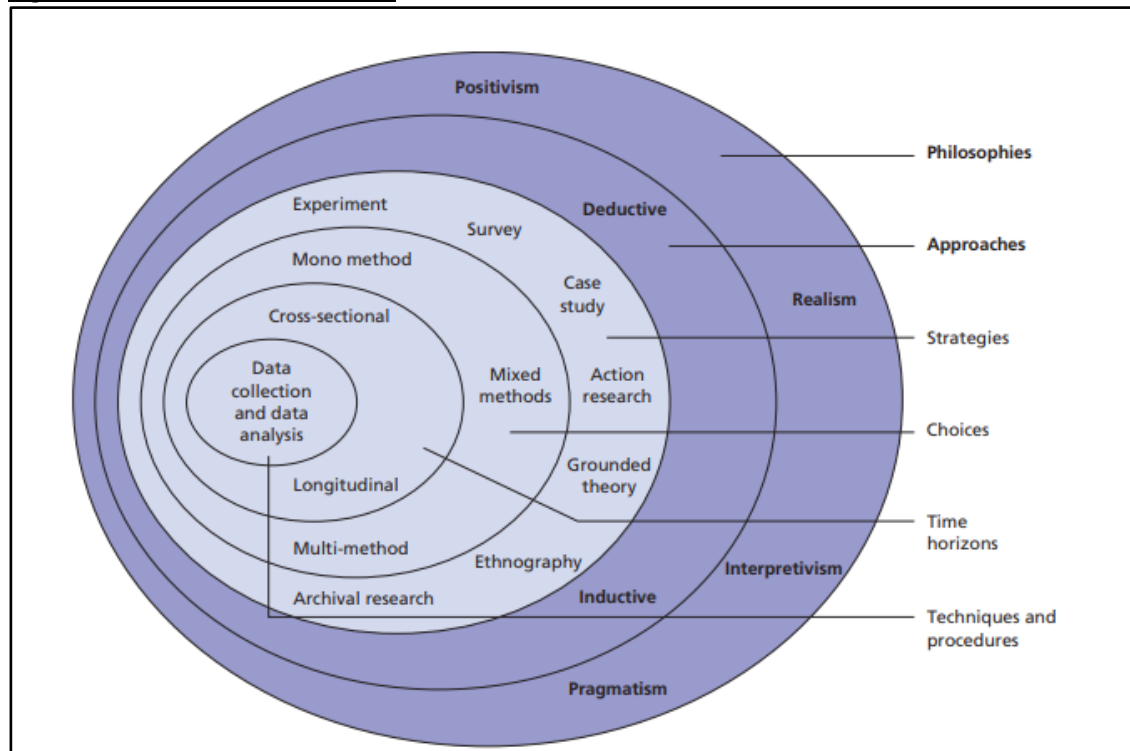 Positivism
Philosophies
Experiment
Deductive
Survey
Approaches
Mono method
Case
study
Realism
Cross-sectional
Strategies
Data
collection
and data
analysis
Mixed
methods
Action
research
Choices
Grounded
theory
Longitudinal
Time
horizons
Multi-method
Ethnography
Interpretivism
Archival research
Inductive
Techniques and
procedures
Pragmatism